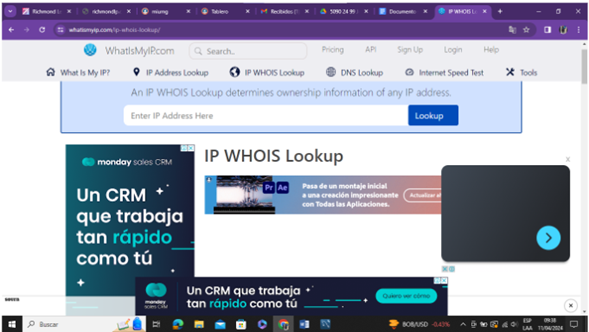 Richmond L
richmondly
miumg
Tablero
Recibidos
5090 24 99
Documento
IP WHOIS L
whatismyip.com/ip-whois-lookup/
WhatIsMyIP.com
Search...
Pricing
API
Sign Up
Login
Help
What Is My IP?
IP Address Lookup
IP WHOIS Lookup
DNS Lookup
Internet Speed Test
Tools
An IP WHOIS Lookup determines ownership information of any IP address.
Enter IP Address Here
Lookup
monday sales CRM
Un CRM
que trabaja
tan rápido
como tú
IP WHOIS Lookup
Pr Ae
Pasa de un montaje inicial
a una creación impresionante
con Todas las Aplicaciones.
Actualizar al
X
monday
sales CRM
Un CRM que trabaja
tan rápido como tú
Quiero ver cómo
Buscar
BOB/USD -0,43%
ESP
LAA
09:38
11/04/2024